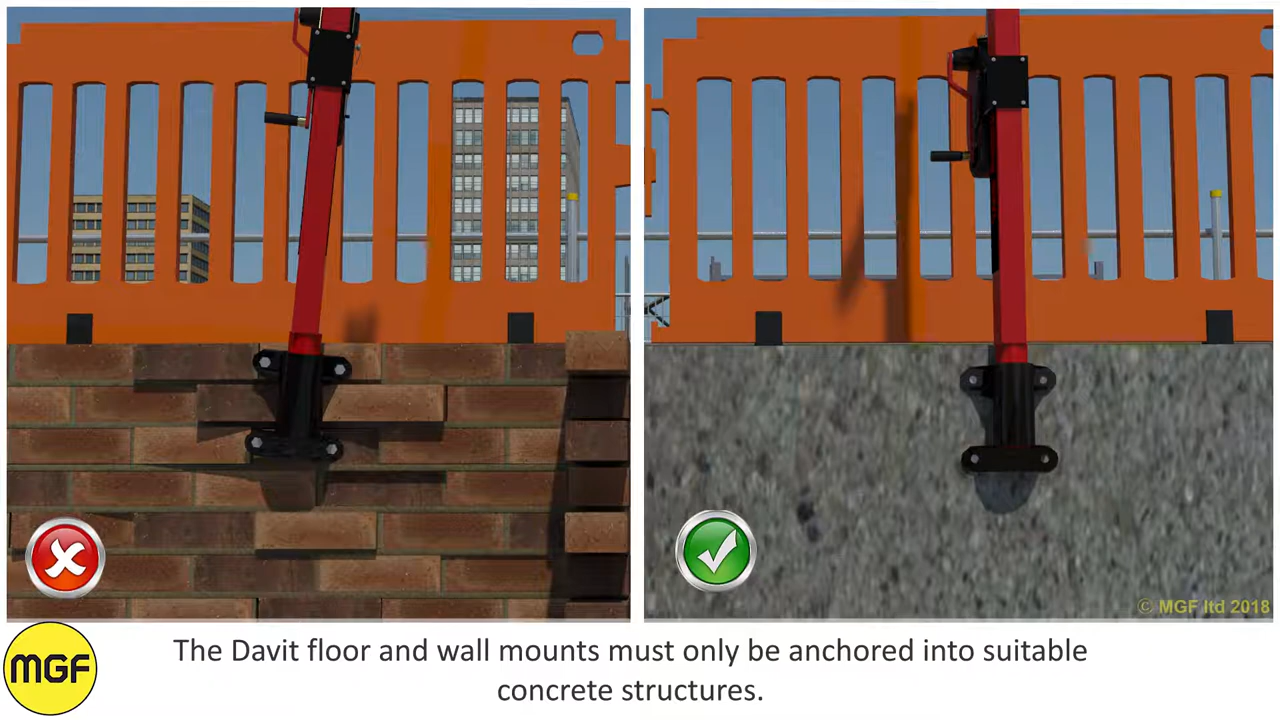 © MGF ltd 2018
MGF
The Davit floor and wall mounts must only be anchored into suitable
concrete structures.